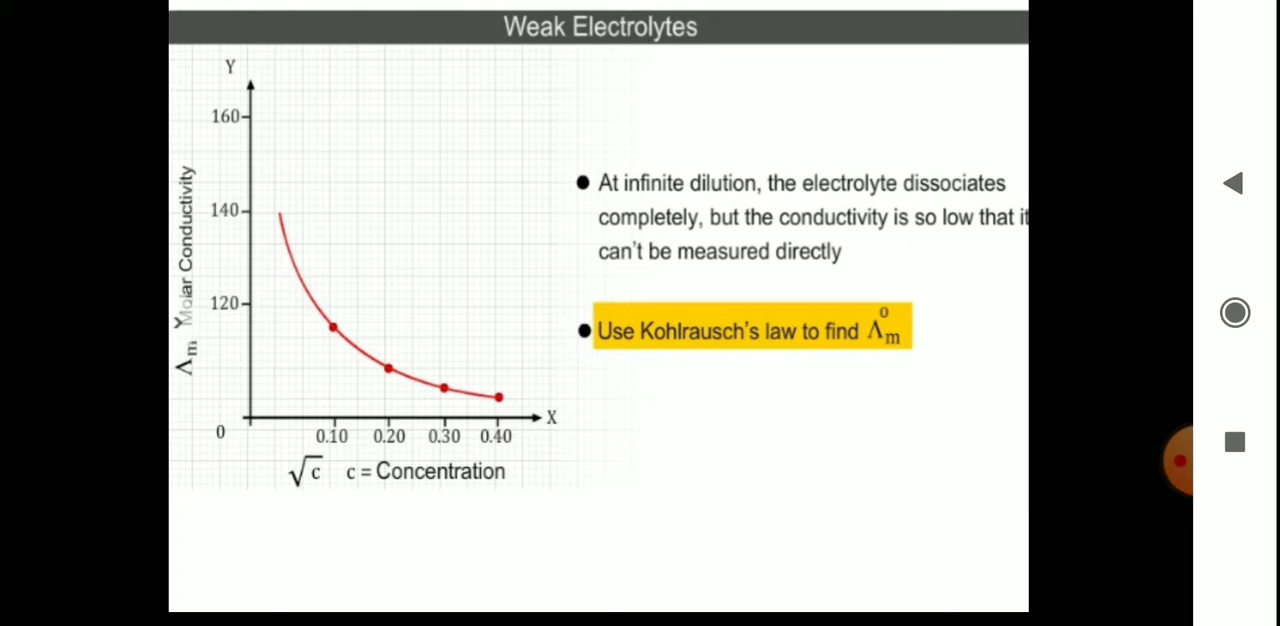 Weak Electrolytes
Y
160
140
120
0
Λm Molar Conductivity
0.10 0.20 0.30 0.40
X
√c c = Concentration
● At infinite dilution, the electrolyte dissociates
completely, but the conductivity is so low that it
can't be measured directly
● Use Kohlrausch's law to find Λ⁰m